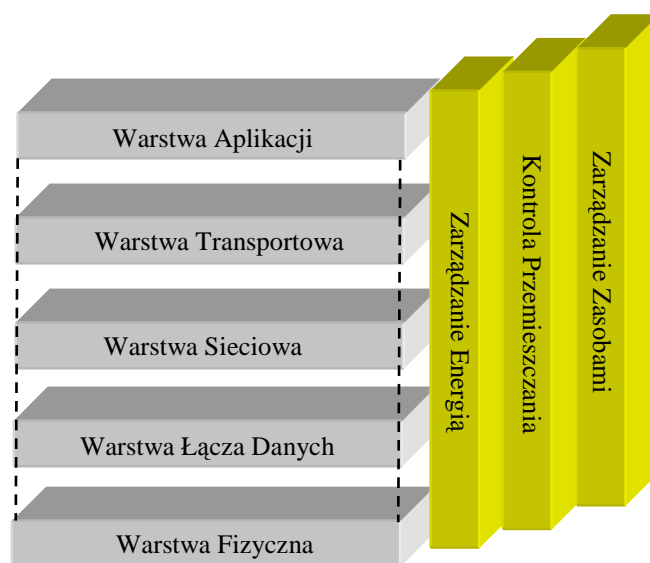 Warstwa Aplikacji
Warstwa Transportowa
Warstwa Sieciowa
Warstwa Łącza Danych
Warstwa Fizyczna
Zarządzanie Energią
Kontrola Przemieszczania
Zarządzanie Zasobami